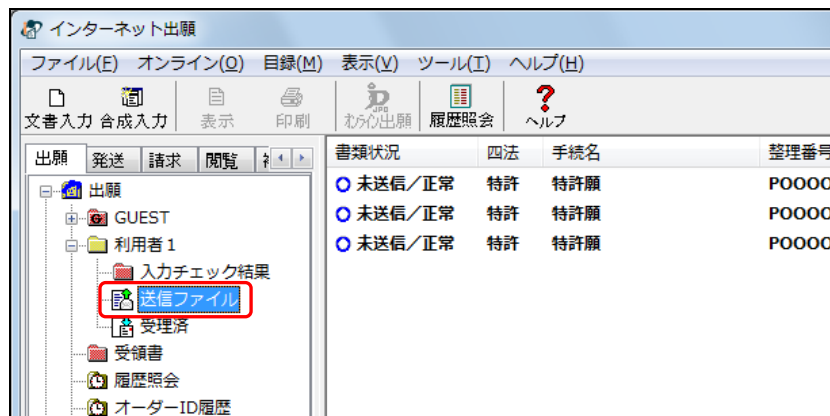 インターネット出願
ファイル(F) オンライン(O) 目録(M) 表示(V) ツール(T) ヘルプ(H)
文書入力 合成入力 表示 印刷 オンライン出願 履歴照会 ヘルプ
出願 発送 請求 閲覧
書類状況 四法 手続名 整理番号
出願
GUEST
利用者1
入力チェック結果
送信ファイル
受理済
受領書
履歴照会
オーダーID履歴
未送信/正常 特許 特許願 P0000
未送信/正常 特許 特許願 P0000
未送信/正常 特許 特許願 P0000